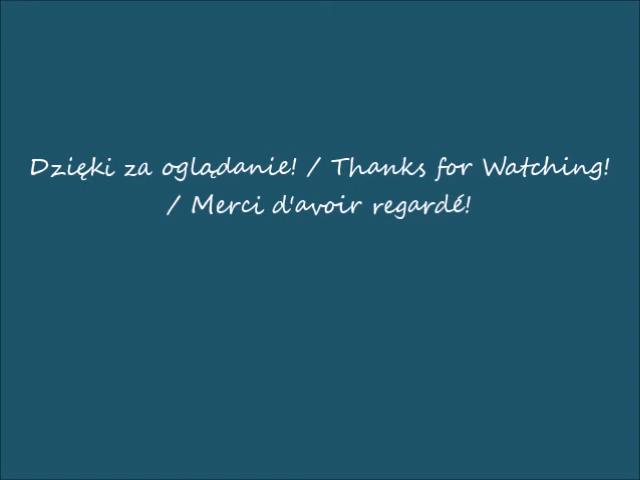 Dzięki za oglądanie! / Thanks for Watching!
/ Merci d'avoir regardé!